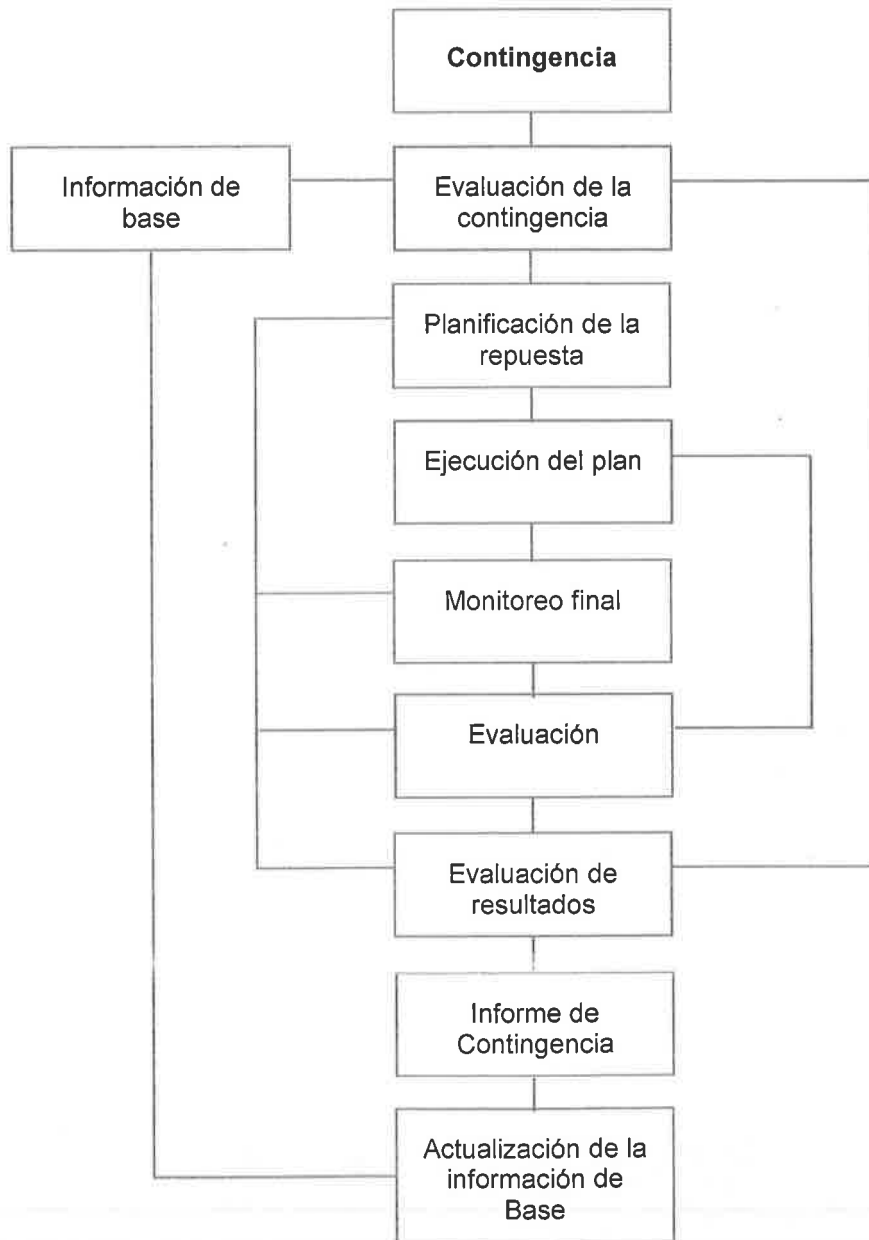 Contingencia
Información de
base
Evaluación de la
contingencia
Planificación de la
repuesta
Ejecución del plan
Monitoreo final
Evaluación
Evaluación de
resultados
Informe de
Contingencia
Actualización de la
información de
Base